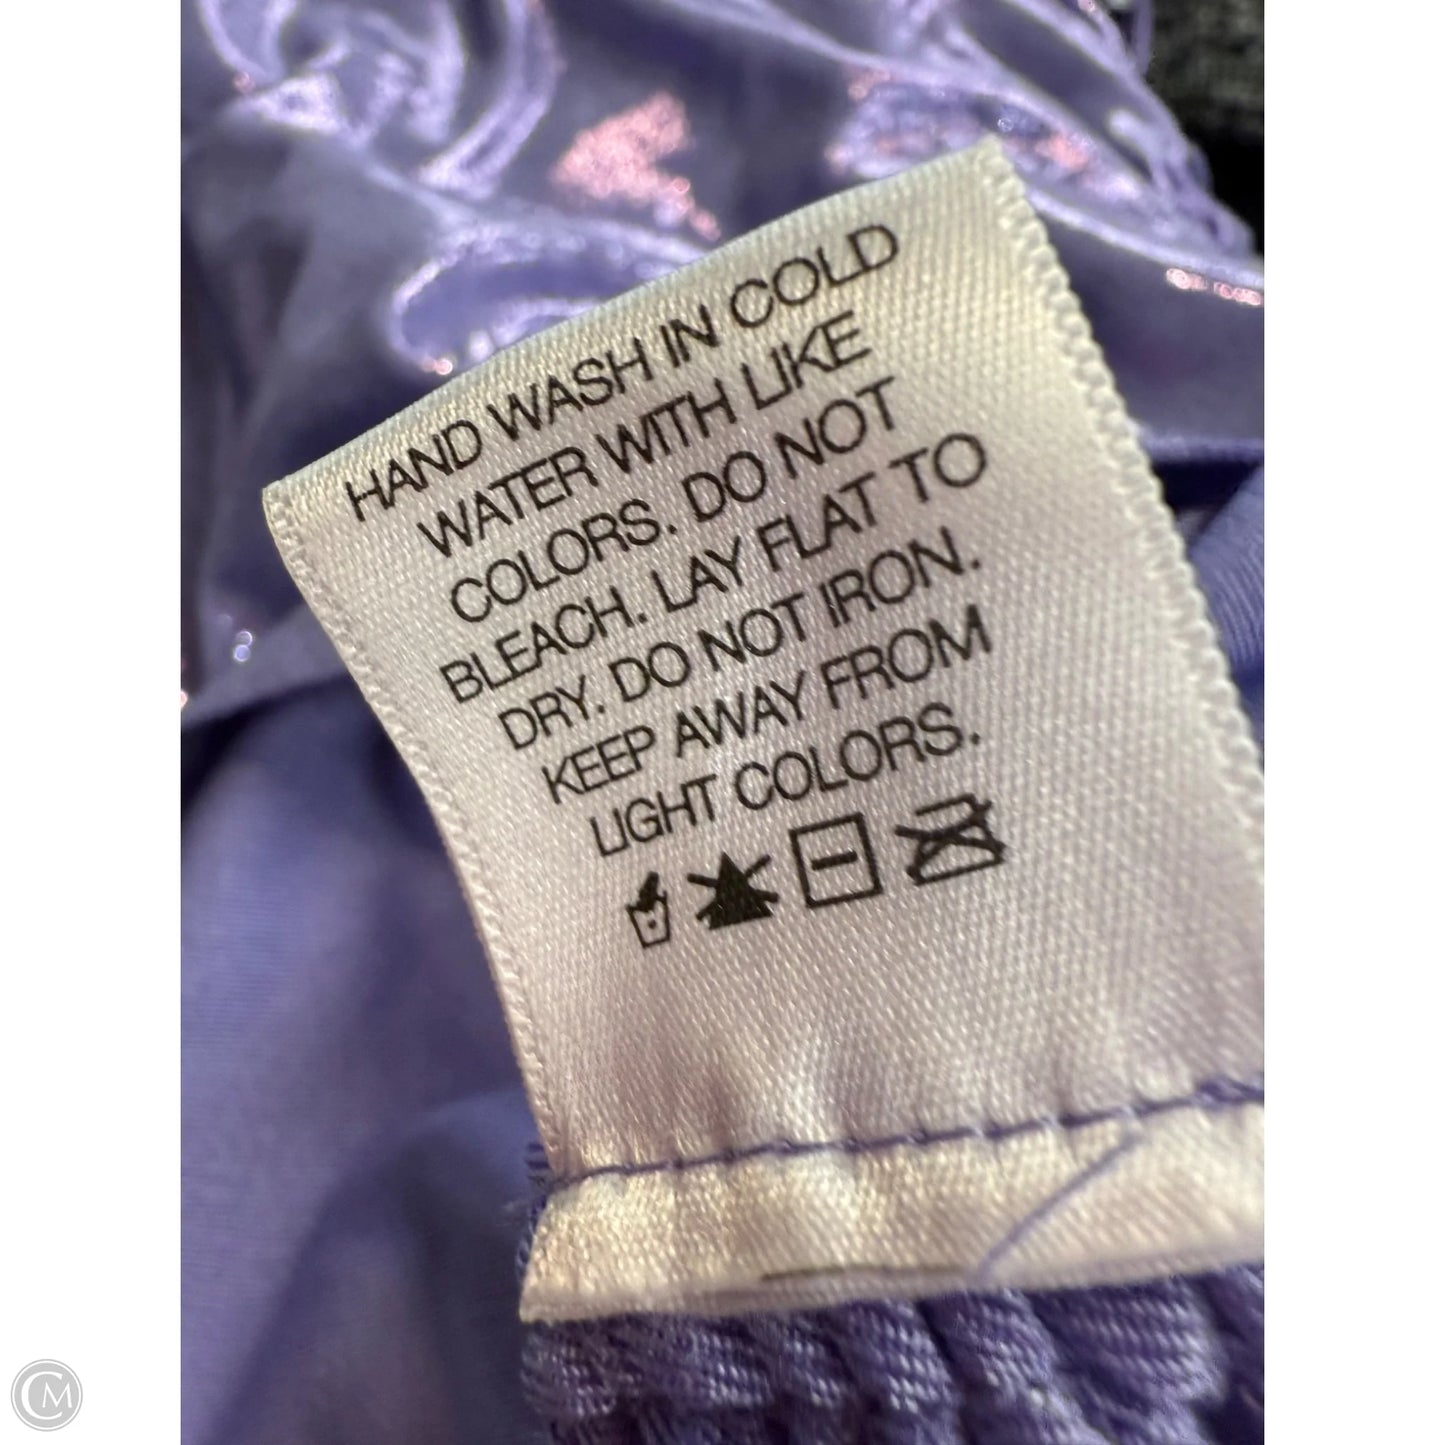 HAND WASH IN COLD
WATER WITH LIKE
COLORS. DO NOT
BLEACH. LAY FLAT TO
DRY. DO NOT IRON.
KEEP AWAY FROM
LIGHT COLORS.
CM